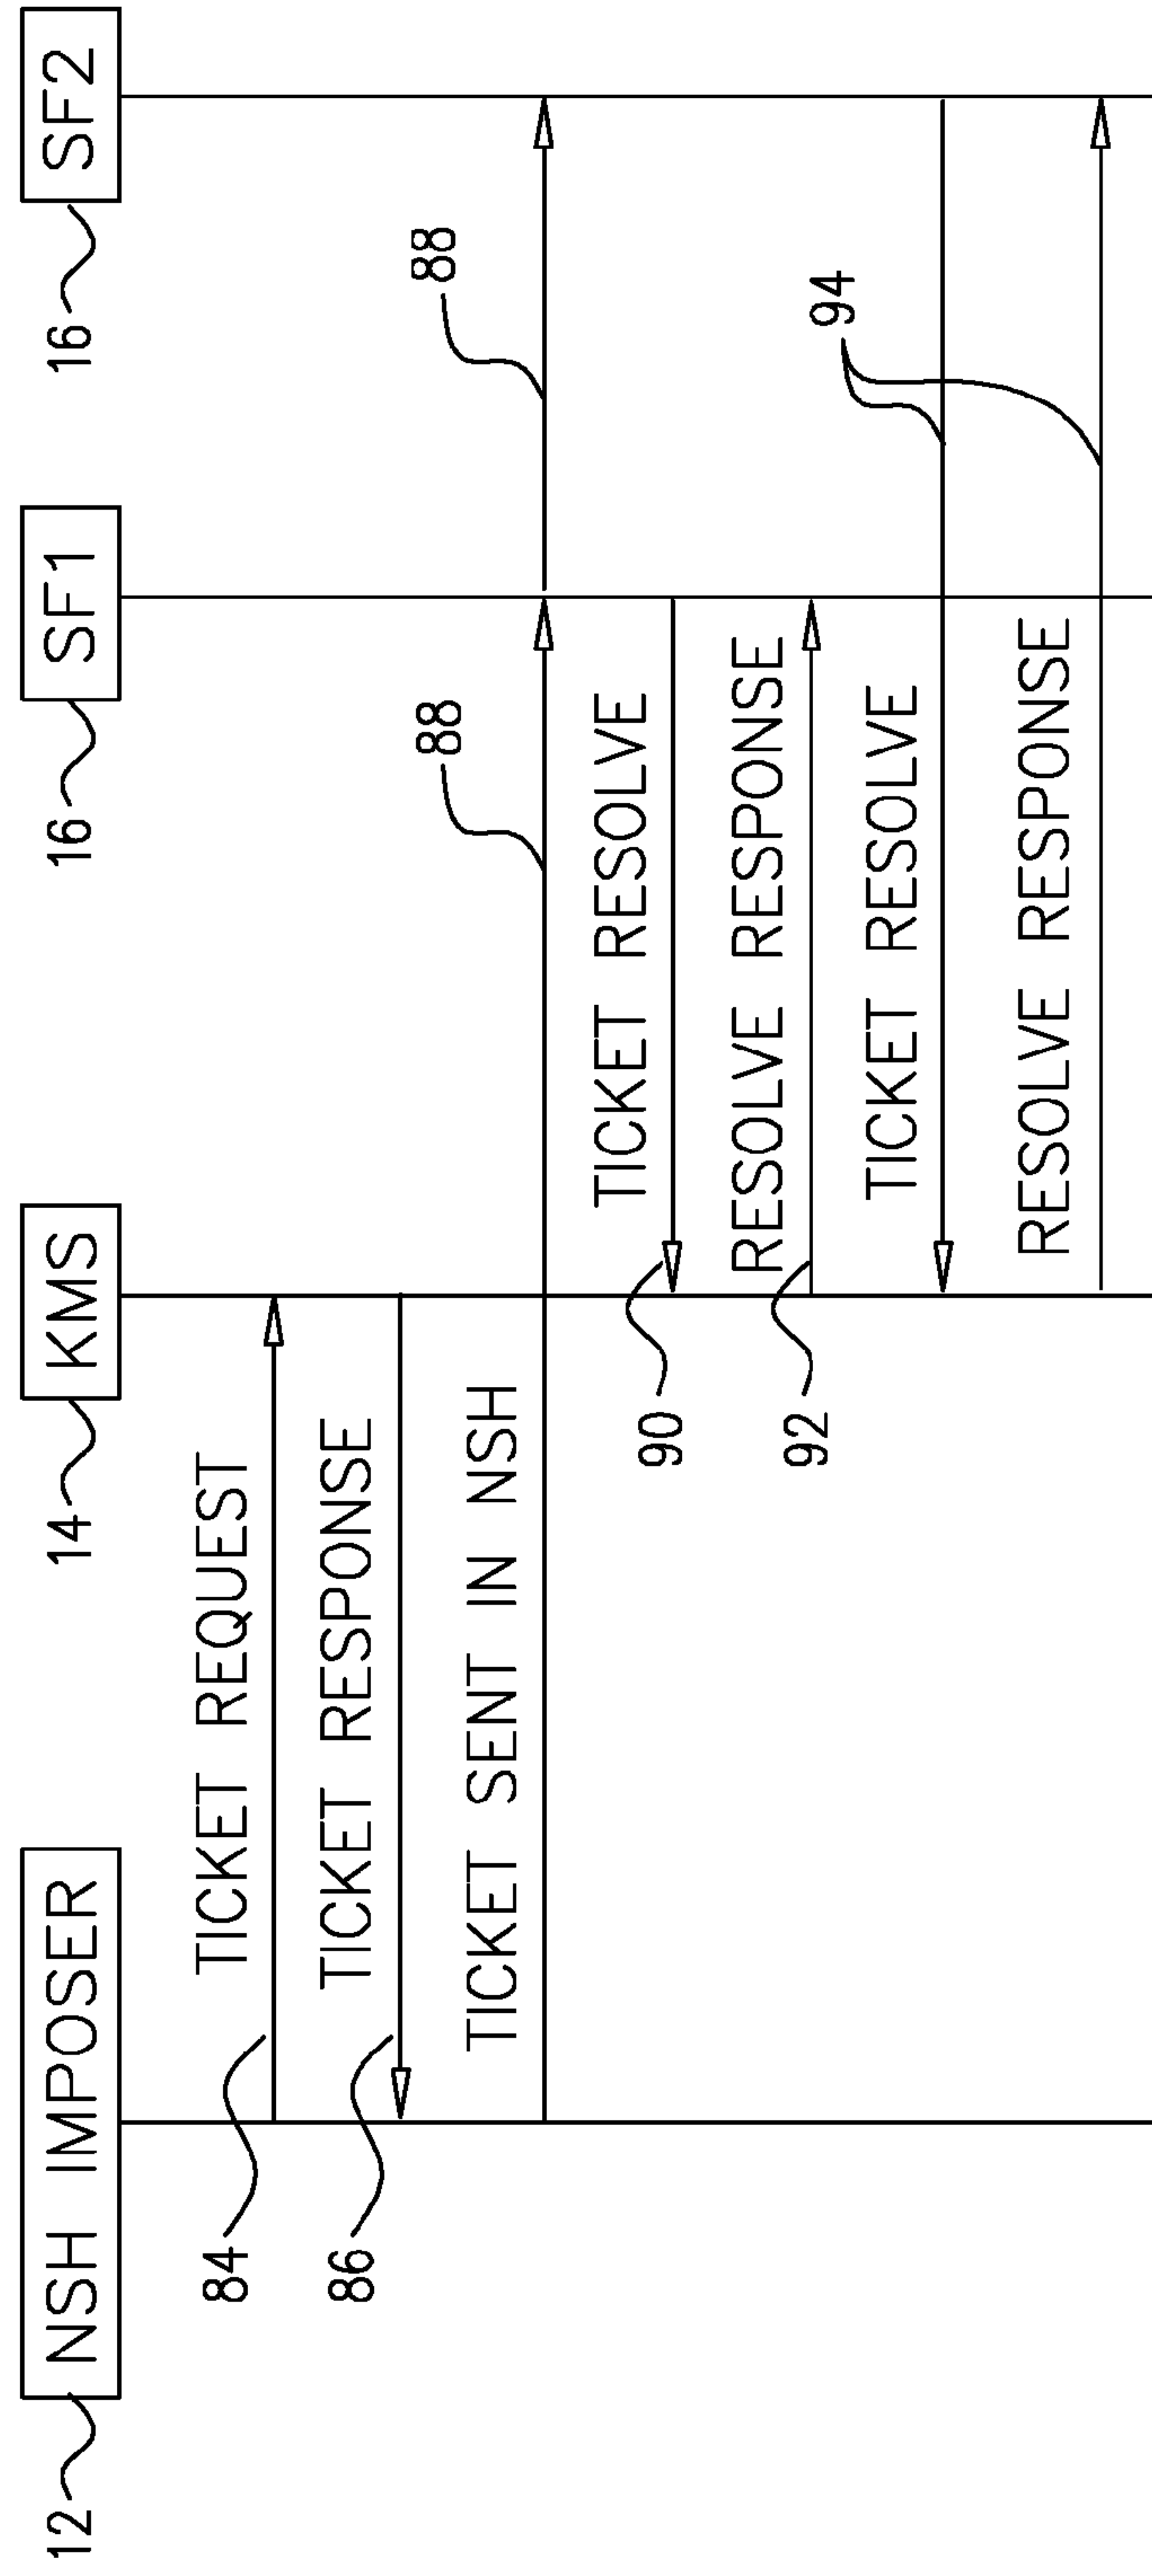 12 NSH IMPOSER
14 KMS
16 SF1
16 SF2
84 TICKET REQUEST
86 TICKET RESPONSE
TICKET SENT IN NSH
88
88
TICKET RESOLVE
90
RESOLVE RESPONSE
92
TICKET RESOLVE
94
RESOLVE RESPONSE